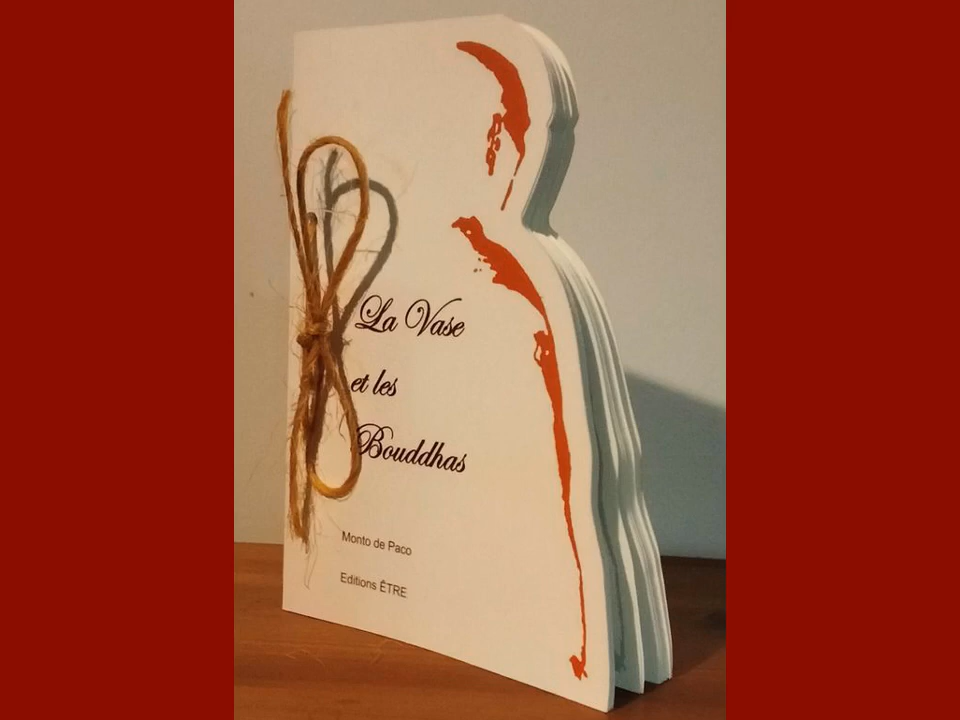 La Vase
et les
Bouddhas
Monto de Paco
Editions ÊTRE